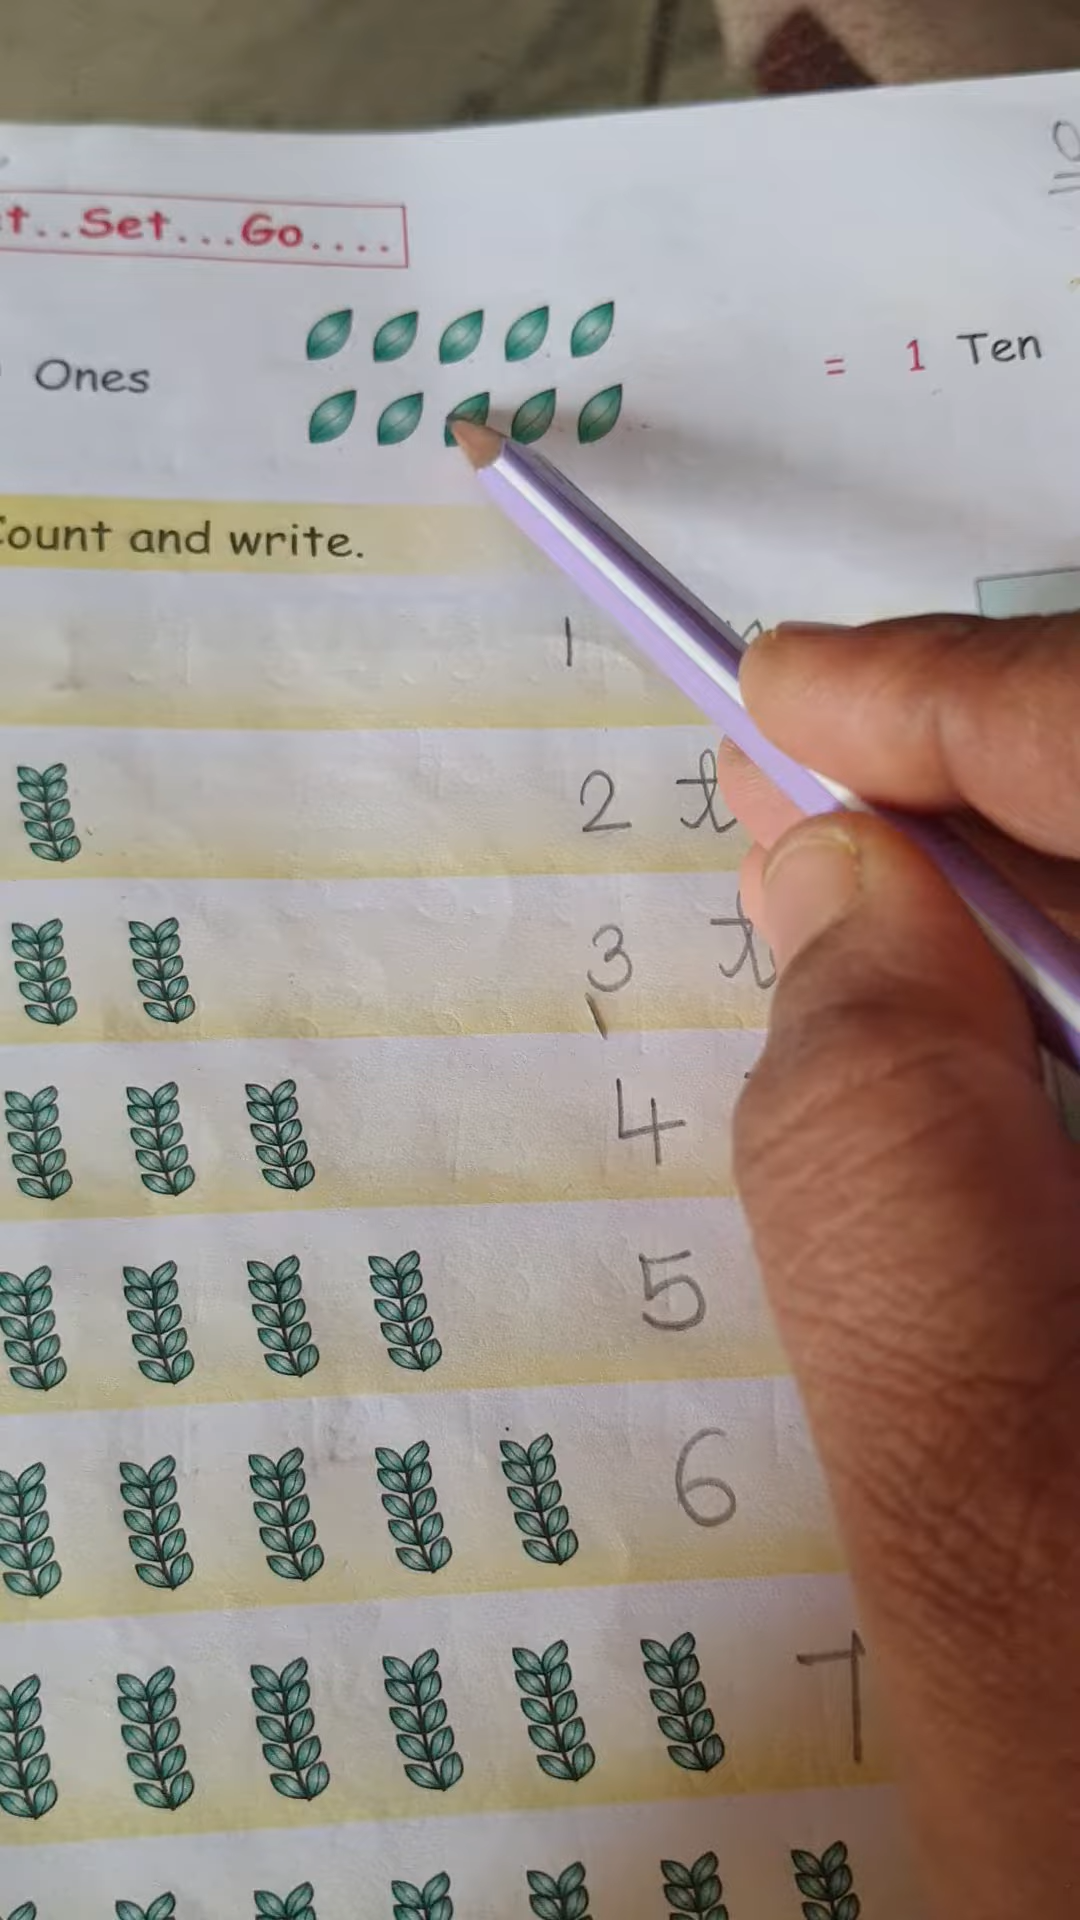 t..Set...Go....
Ones = 1 Ten
Count and write.
1
2 t
3 t
4
5
6
7